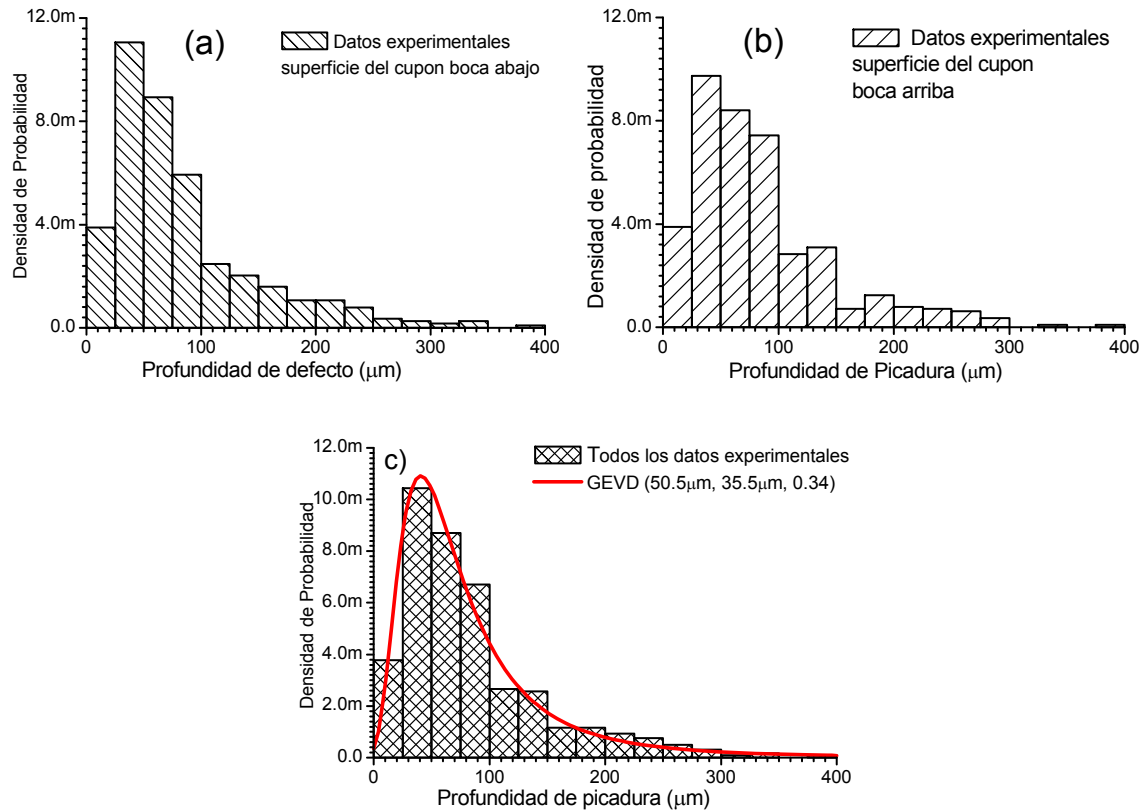 12.0m
8.0m
4.0m
0.0
Densidad de Probabilidad
(a)
Datos experimentales
superficie del cupon boca abajo
0 100 200 300 400
Profundidad de defecto (μm)
12.0m
8.0m
4.0m
0.0
Densidad de probabilidad
(b)
Datos experimentales
superficie del cupon
boca arriba
0 100 200 300 400
Profundidad de Picadura (μm)
12.0m
10.0m
8.0m
6.0m
4.0m
2.0m
0.0
Densidad de Probabilidad
c)
Todos los datos experimentales
GEVD (50.5μm, 35.5μm, 0.34)
0 100 200 300 400
Profundidad de picadura (μm)